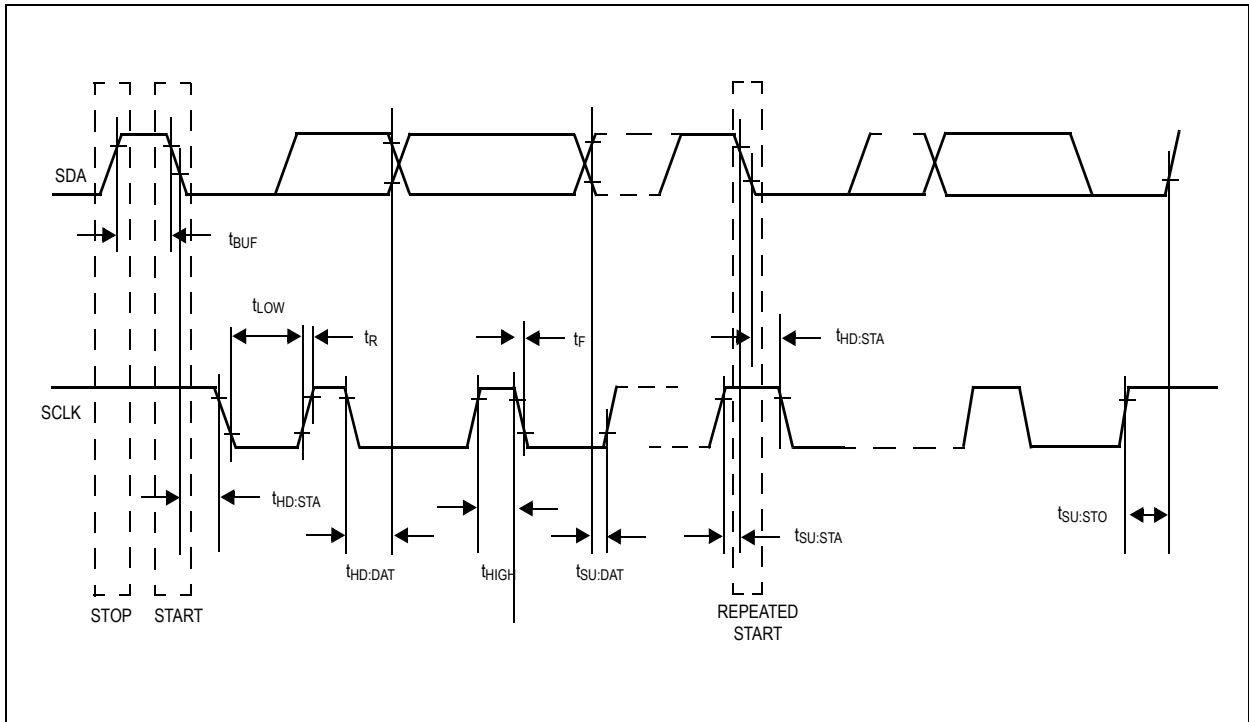 SDA
tBUF
tLOW
tR
tF
tHD:STA
SCLK
tHD:STA
tSU:STO
tSU:STA
tHD:DAT
tHIGH
tSU:DAT
STOP
START
REPEATED
START